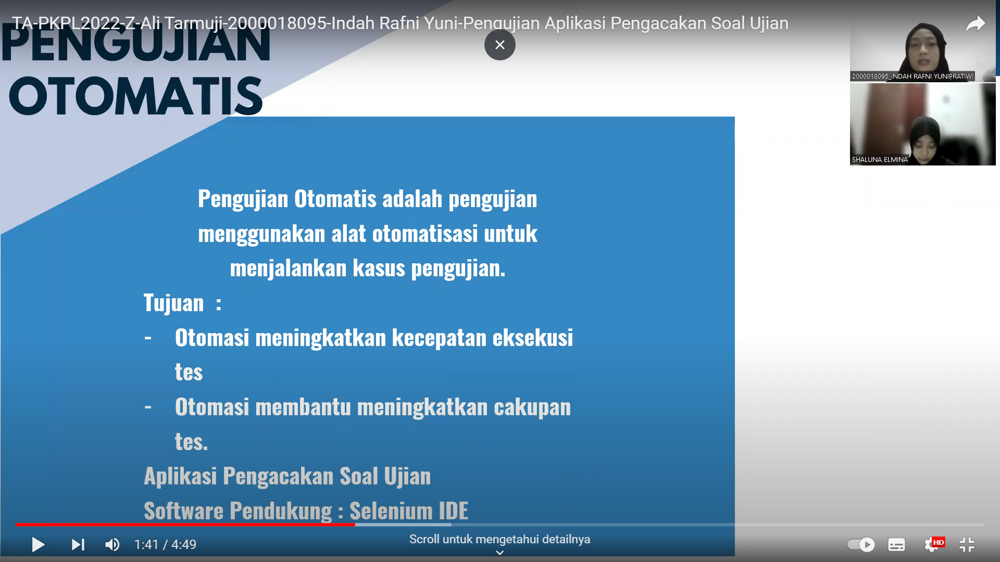 TA-PKPL2022-Z-Ali Tarmuji-2000018095-Indah Rafni Yuni-Pengujian Aplikasi Pengacakan Soal Ujian
PENGUJIAN
OTOMATIS
2000018095_INDAH RAFNI YUNIPRATIWI
SHALUNA ELMINA
Pengujian Otomatis adalah pengujian
menggunakan alat otomatisasi untuk
menjalankan kasus pengujian.
Tujuan :
- Otomasi meningkatkan kecepatan eksekusi
tes
- Otomasi membantu meningkatkan cakupan
tes.
Aplikasi Pengacakan Soal Ujian
Software Pendukung : Selenium IDE
1:41 / 4:49
Scroll untuk mengetahui detailnya
HD